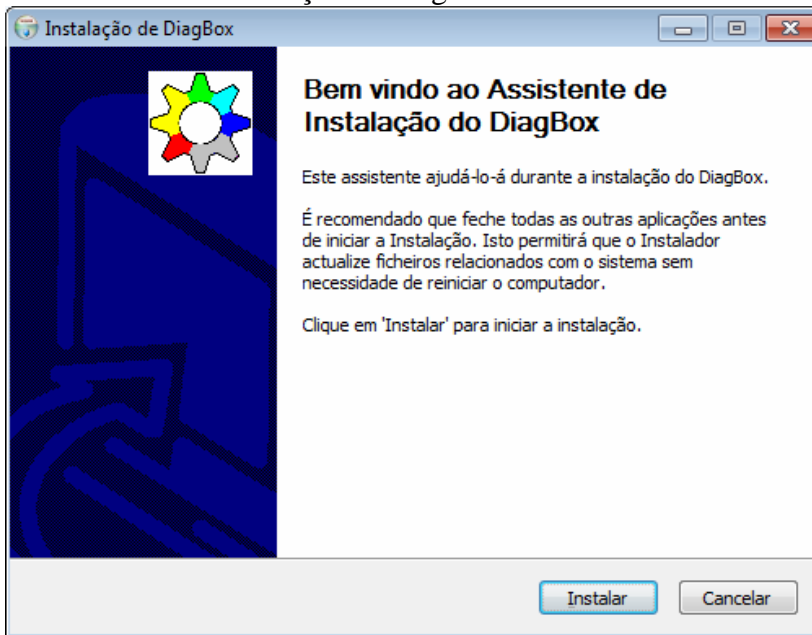 Instalação de DiagBox
Bem vindo ao Assistente de
Instalação do DiagBox
Este assistente ajudá-lo-á durante a instalação do DiagBox.
É recomendado que feche todas as outras aplicações antes
de iniciar a Instalação. Isto permitirá que o Instalador
actualize ficheiros relacionados com o sistema sem
necessidade de reiniciar o computador.
Clique em 'Instalar' para iniciar a instalação.
Instalar
Cancelar